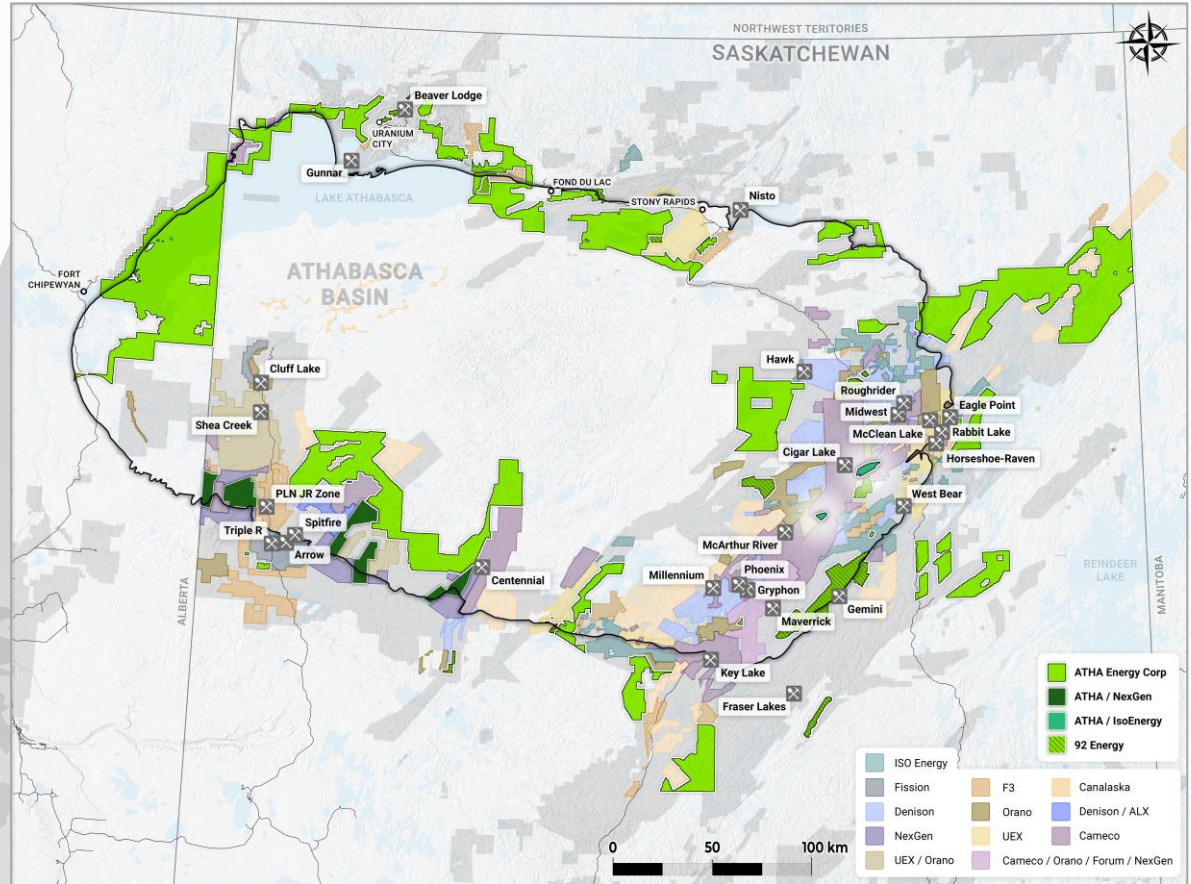 NORTHWEST TERITORIES
SASKATCHEWAN
Beaver Lodge
URANIUM
CITY
Gunnar
LAKE ATHABASCA
FOND DU LAC
STONY RAPIDS
Nisto
FORT
CHIPEWYAN
ATHABASCA
BASIN
Cluff Lake
Shea Creek
Hawk
Roughrider
Midwest
Eagle Point
McClean Lake
Rabbit Lake
Horseshoe-Raven
Cigar Lake
West Bear
PLN JR Zone
Spitfire
Triple R
Arrow
McArthur River
Centennial
Millennium
Phoenix
Gryphon
Gemini
Maverrick
REINDEER
LAKE
ALBERTA
MANITOBA
Key Lake
Fraser Lakes
ATHA Energy Corp
ATHA / NexGen
ATHA / IsoEnergy
92 Energy
ISO Energy
Fission
F3
Canalaska
Denison
Orano
Denison / ALX
NexGen
UEX
Cameco
UEX / Orano
Cameco / Orano / Forum / NexGen
0 50 100 km